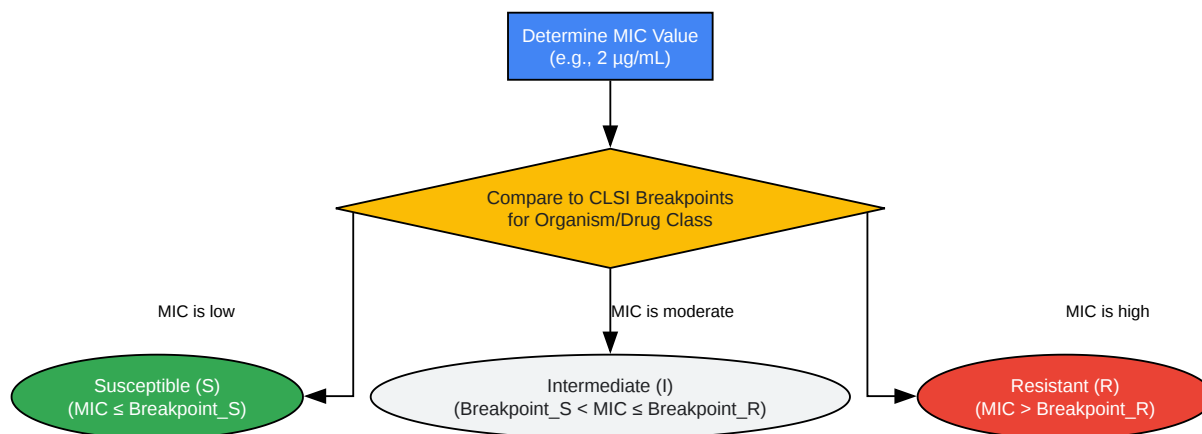 Determine MIC Value
(e.g., 2 µg/mL)
Compare to CLSI Breakpoints
for Organism/Drug Class
MIC is low
MIC is moderate
MIC is high
Susceptible (S)
(MIC ≤ Breakpoint_S)
Intermediate (I)
(Breakpoint_S < MIC ≤ Breakpoint_R)
Resistant (R)
(MIC > Breakpoint_R)